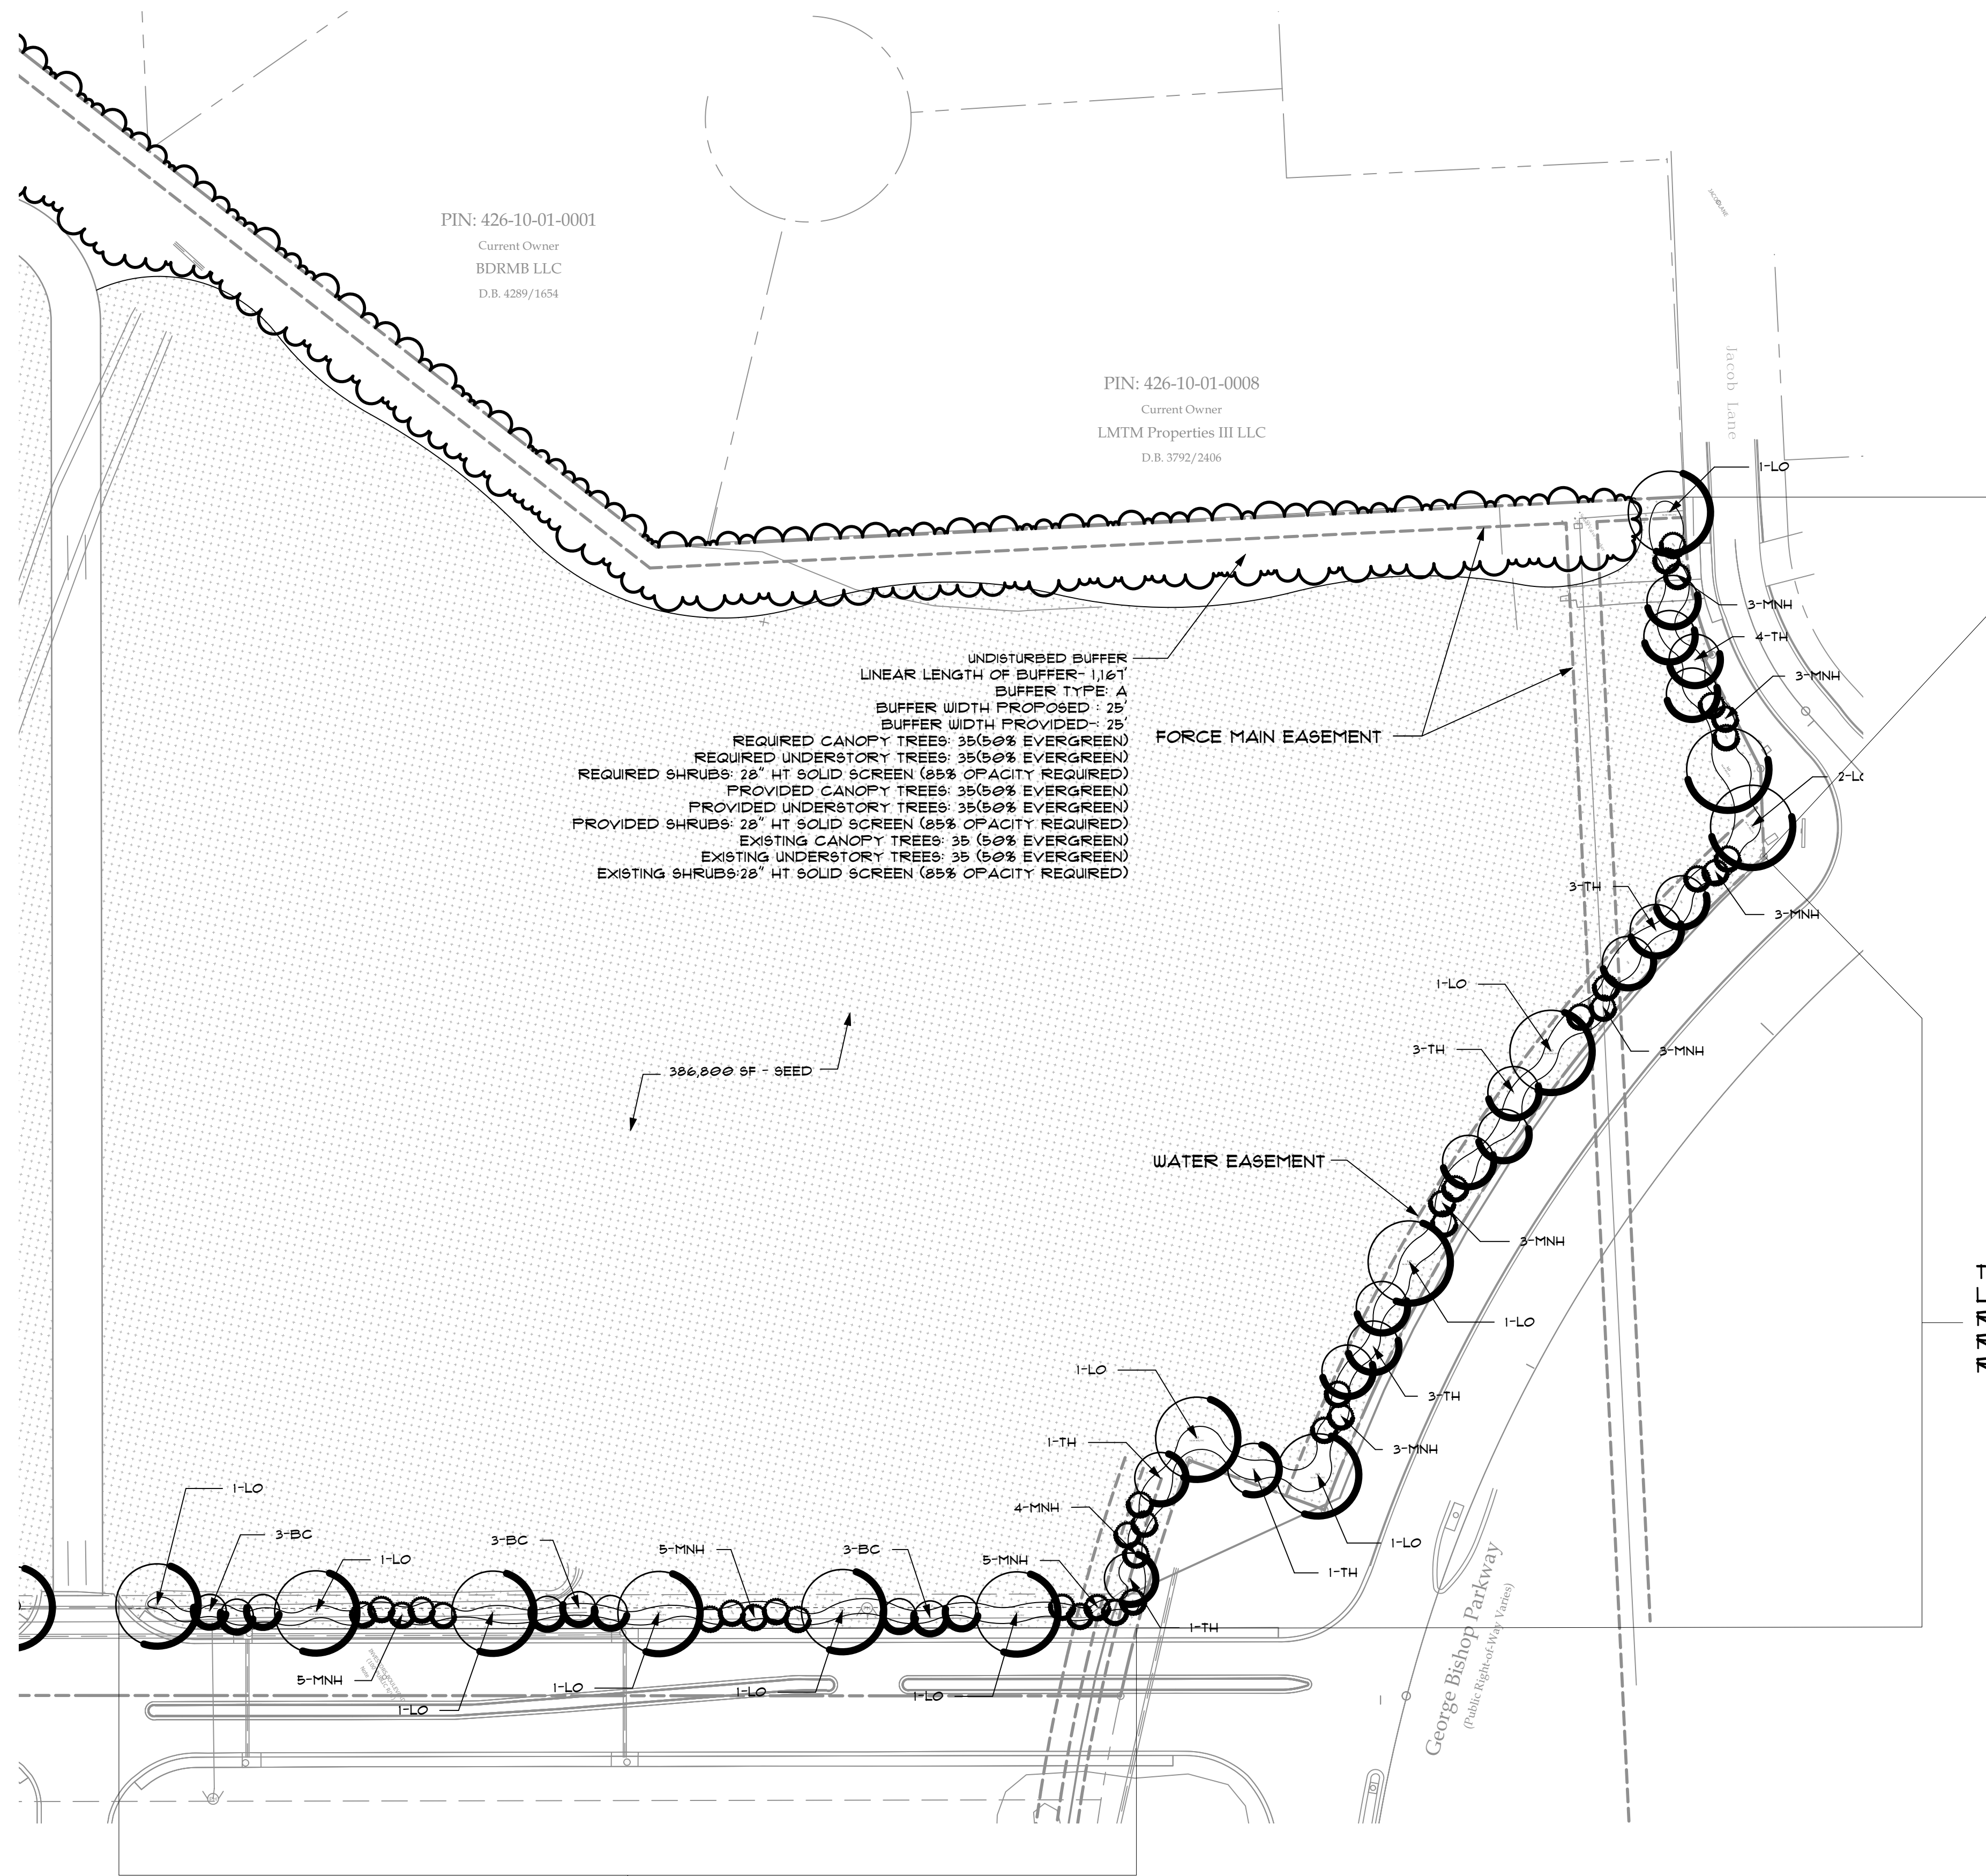 PIN: 426-10-01-0001
Current Owner
BDRMB LLC
D.B. 4289/1654
PIN: 426-10-01-0008
Current Owner
LMTM Properties III LLC
D.B. 3792/2406
Jacob Lane
1-LO
3-MNH
4-TH
3-MNH
UNDISTURBED BUFFER
LINEAR LENGTH OF BUFFER- 1,167'
BUFFER TYPE: A
BUFFER WIDTH PROPOSED : 25'
BUFFER WIDTH PROVIDED-: 25'
REQUIRED CANOPY TREES: 35(50% EVERGREEN)
REQUIRED UNDERSTORY TREES: 35(50% EVERGREEN)
REQUIRED SHRUBS: 28" HT SOLID SCREEN (85% OPACITY REQUIRED)
PROVIDED CANOPY TREES: 35(50% EVERGREEN)
PROVIDED UNDERSTORY TREES: 35(50% EVERGREEN)
PROVIDED SHRUBS: 28" HT SOLID SCREEN (85% OPACITY REQUIRED)
EXISTING CANOPY TREES: 35 (50% EVERGREEN)
EXISTING UNDERSTORY TREES: 35 (50% EVERGREEN)
EXISTING SHRUBS:28" HT SOLID SCREEN (85% OPACITY REQUIRED)
FORCE MAIN EASEMENT
3-TH
3-MNH
1-LO
3-TH
3-MNH
386,800 SF - SEED
WATER EASEMENT
3-MNH
1-LO
1-LO
3-TH
1-TH
3-MNH
1-LO
4-MNH
3-BC
3-BC
5-MNH
3-BC
5-MNH
1-LO
1-LO
1-TH
1-TH
5-MNH
1-LO
1-LO
1-LO
1-LO
George Bishop Parkway
(Public Right-of-Way Varies)